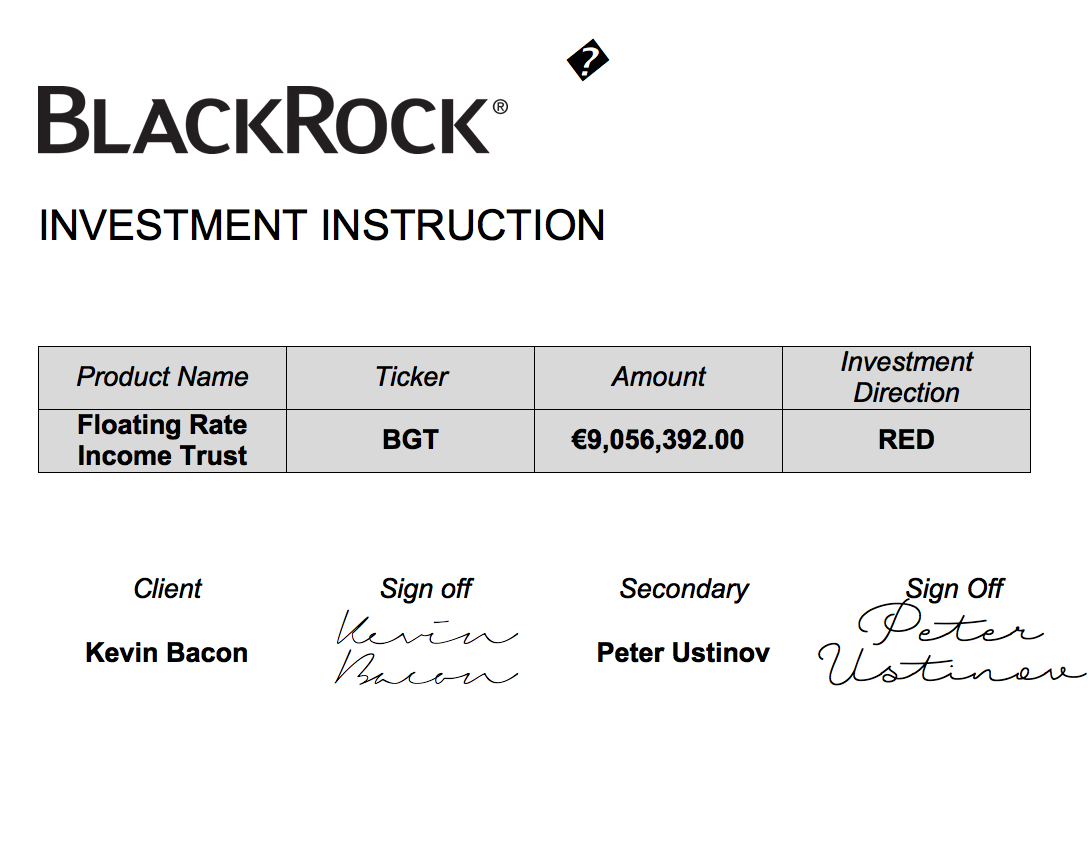 BLACKROCK®
INVESTMENT INSTRUCTION
Product Name
Ticker
Amount
Investment
Direction
Floating Rate
Income Trust
BGT
€9,056,392.00
RED
Client
Sign off
Secondary
Sign Off
Kevin Bacon
Kevin
Bacon
Peter Ustinov
Peter
Ustinov